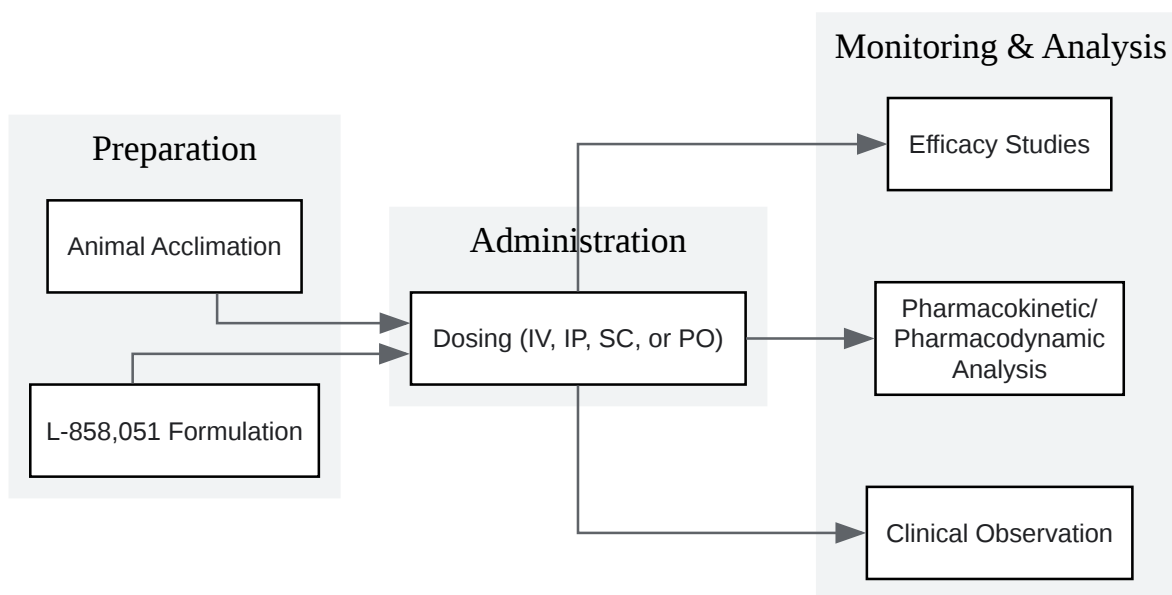 Preparation
Animal Acclimation
L-858,051 Formulation
Administration
Dosing (IV, IP, SC, or PO)
Monitoring & Analysis
Efficacy Studies
Pharmacokinetic/
Pharmacodynamic
Analysis
Clinical Observation